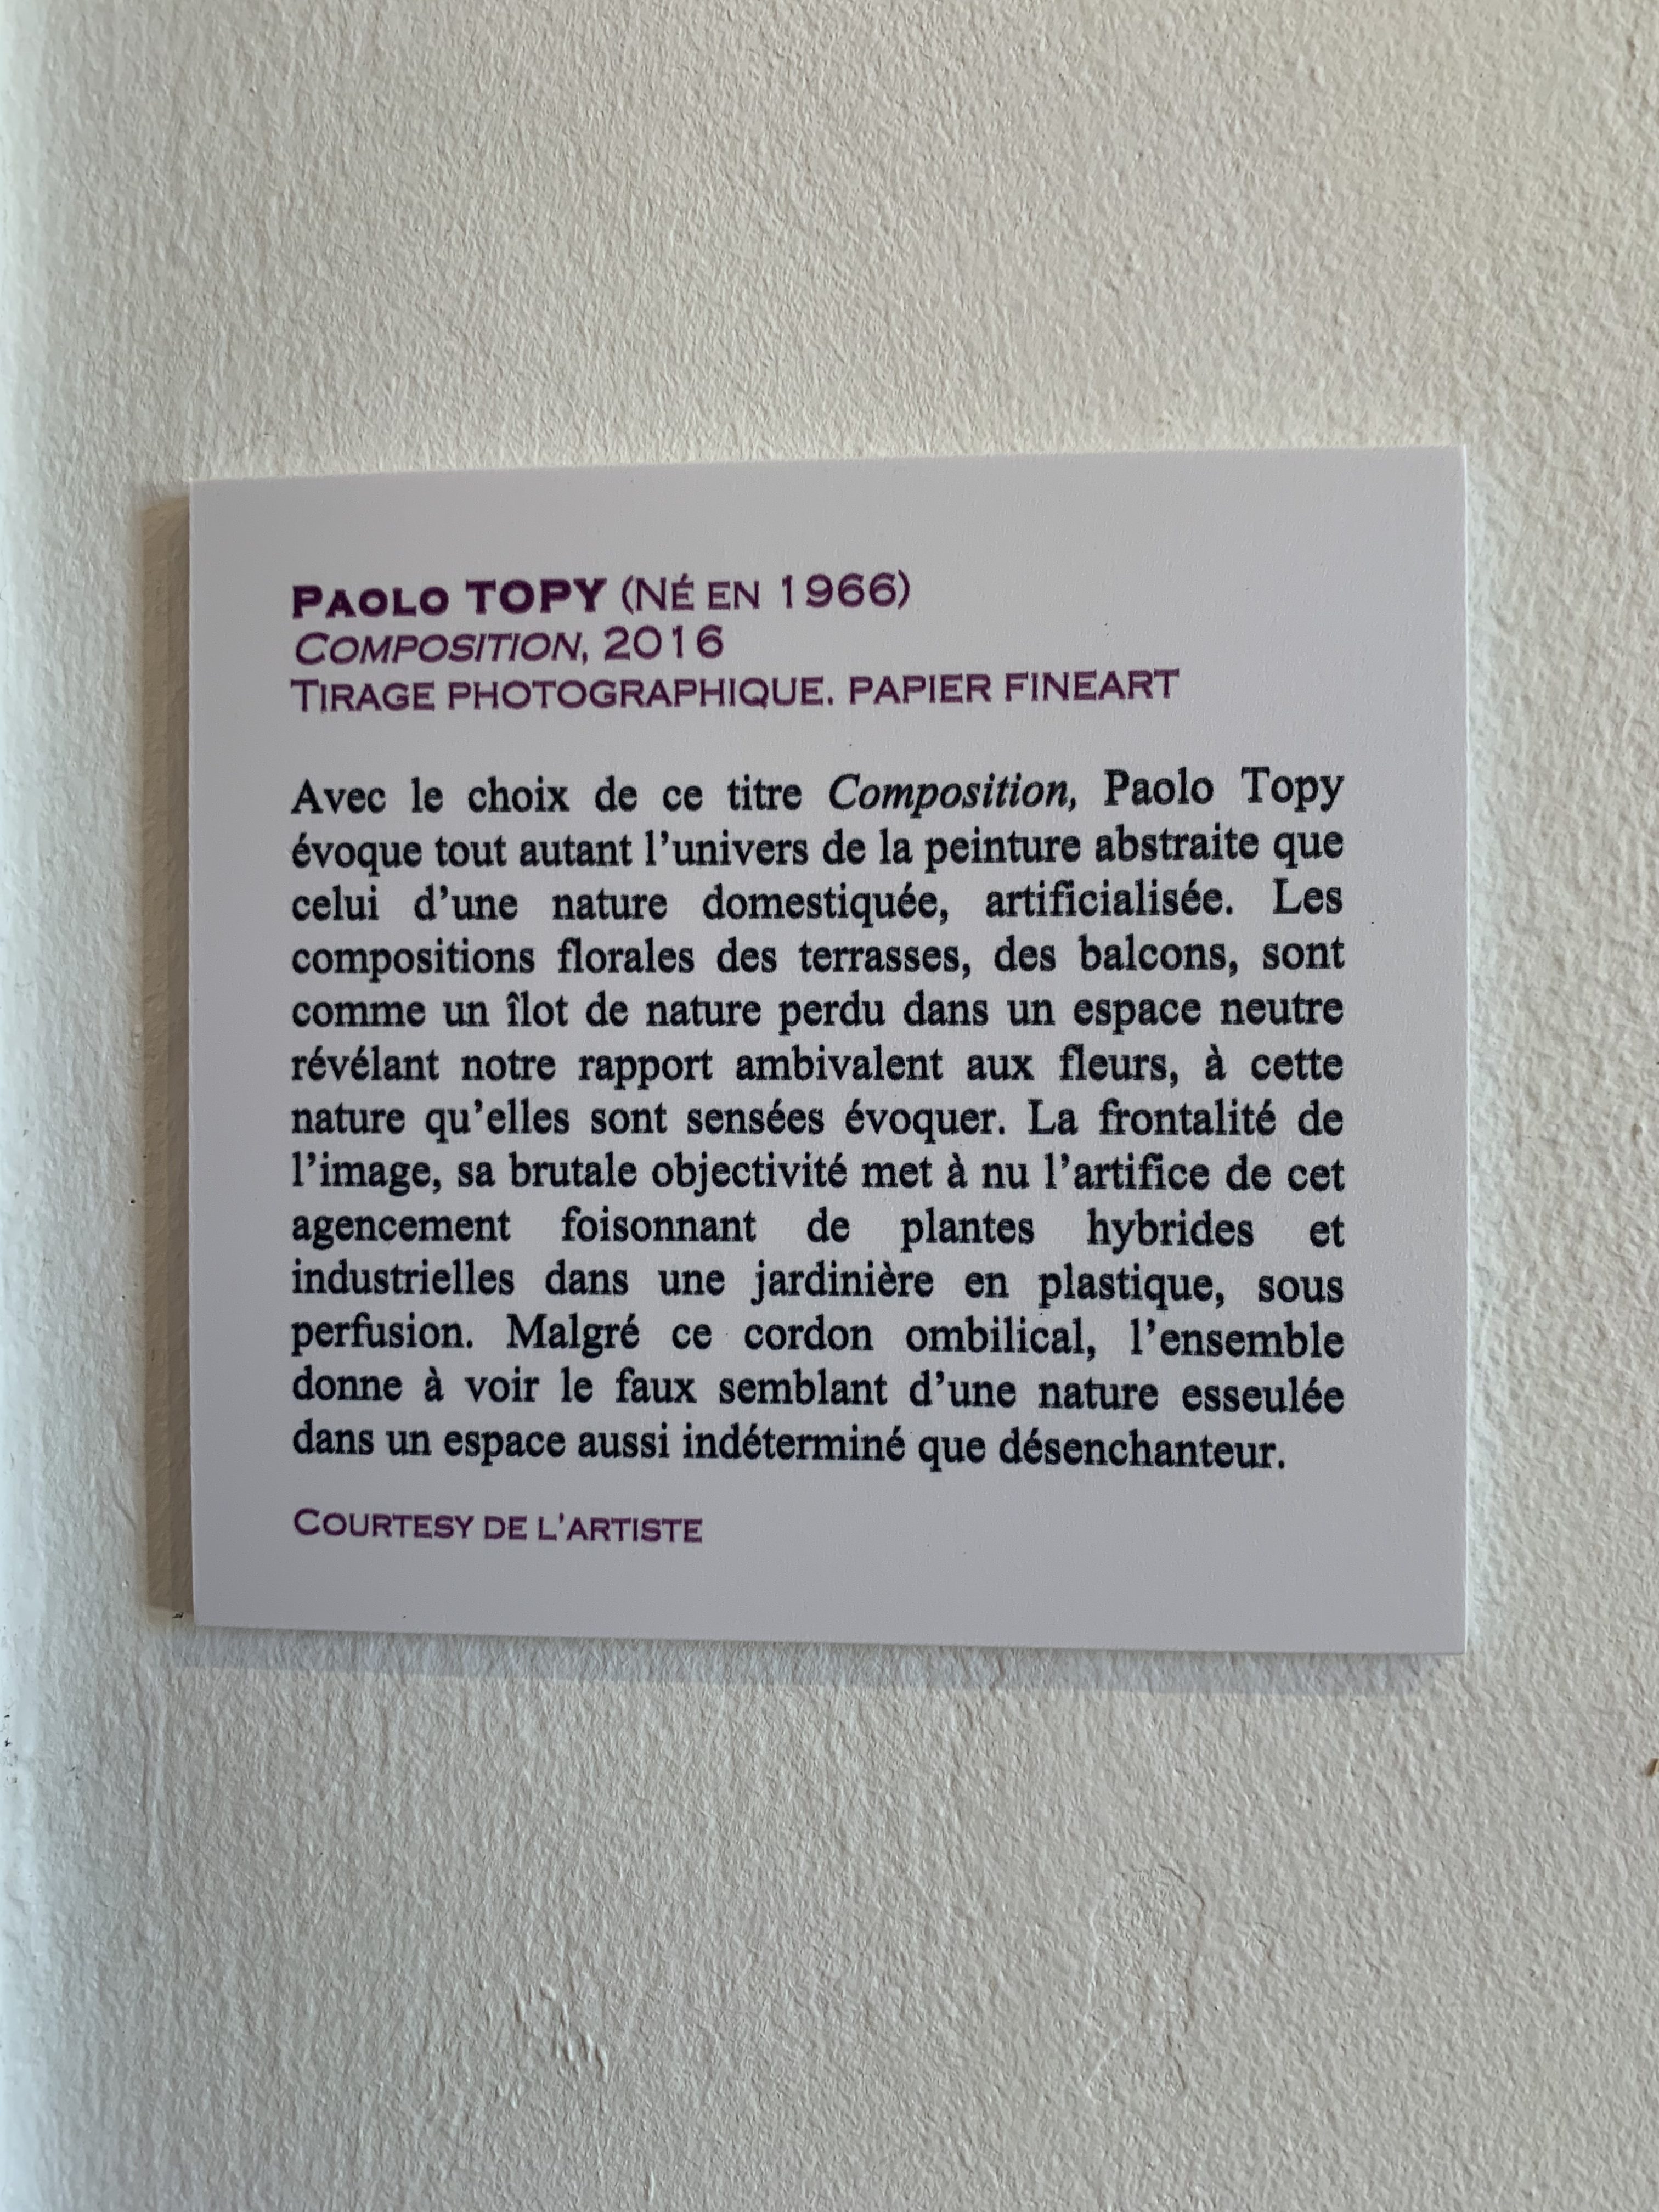 PAOLO TOPY (NÉ EN 1966)
COMPOSITION, 2016
TIRAGE PHOTOGRAPHIQUE. PAPIER FINEART
Avec le choix de ce titre Composition, Paolo Topy
évoque tout autant l'univers de la peinture abstraite que
celui d'une nature domestiquée, artificialisée. Les
compositions florales des terrasses, des balcons, sont
comme un îlot de nature perdu dans un espace neutre
révélant notre rapport ambivalent aux fleurs, à cette
nature qu'elles sont sensées évoquer. La frontalité de
l'image, sa brutale objectivité met à nu l'artifice de cet
agencement foisonnant de plantes hybrides et
industrielles dans une jardinière en plastique, sous
perfusion. Malgré ce cordon ombilical, l'ensemble
donne à voir le faux semblant d'une nature esseulée
dans un espace aussi indéterminé que désenchanteur.
COURTESY DE L'ARTISTE